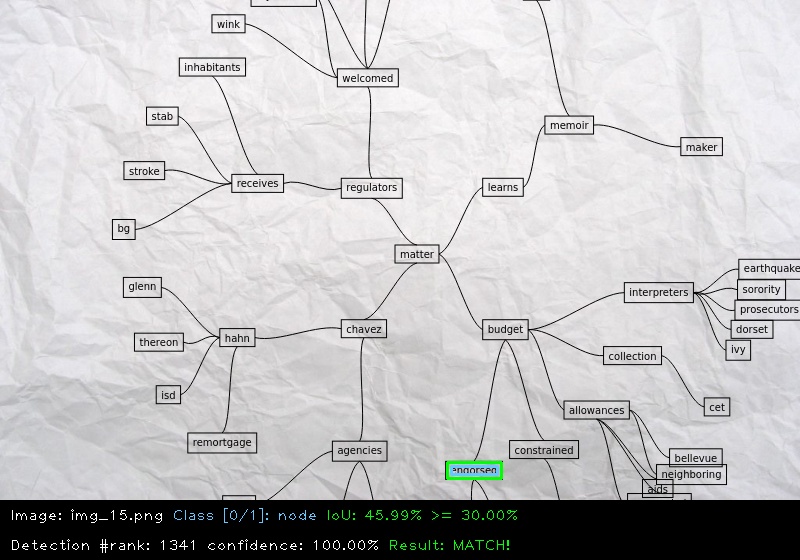 wink
welcomed
inhabitants
memoir
stab
maker
stroke
receives
regulators
learns
bg
matter
earthquake
glenn
interpreters
sorority
prosecutors
chavez
budget
dorset
thereon
hahn
ivy
collection
isd
allowances
cet
remortgage
agencies
constrained
bellevue
endorsed
neighboring
aids
Image: img_15.png Class [0/1]: node IoU: 45.99% >= 30.00%
Detection #rank: 1341 confidence: 100.00% Result: MATCH!